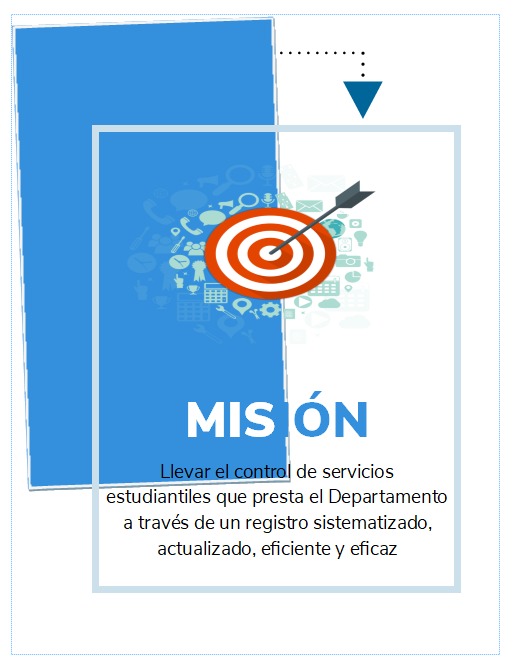 MISIÓN
Llevar el control de servicios
estudiantiles que presta el Departamento
a través de un registro sistematizado,
actualizado, eficiente y eficaz